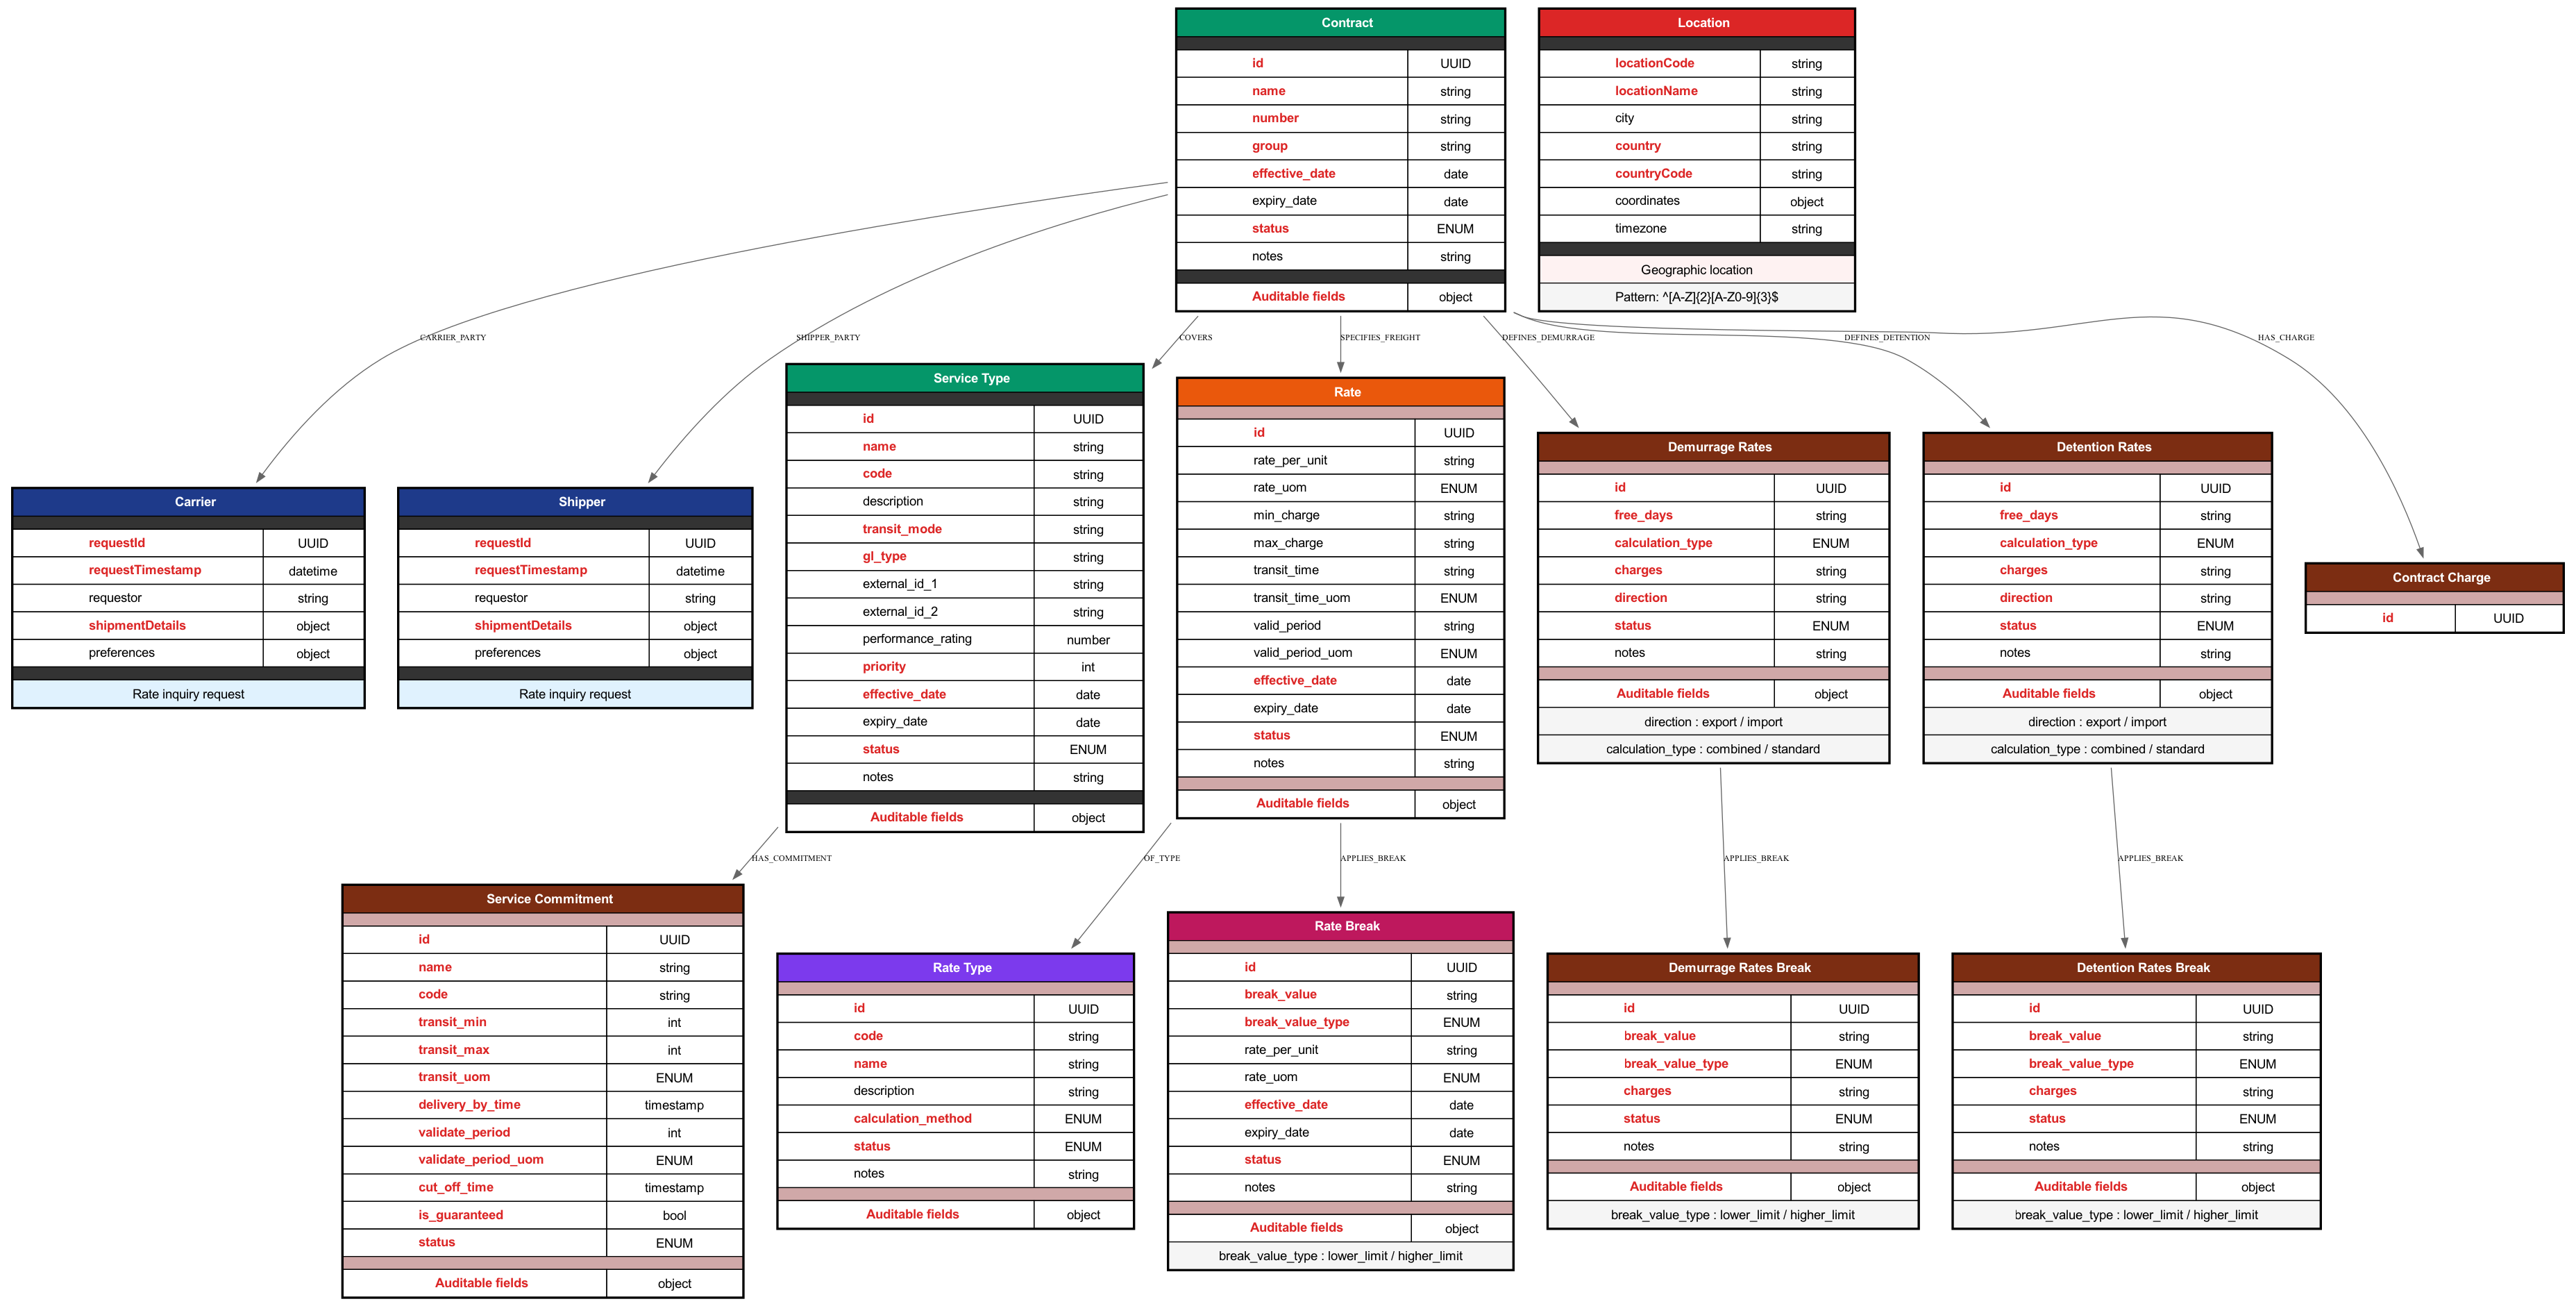 Contract
id UUID
name string
number string
group string
effective_date date
expiry_date date
status ENUM
notes string
Auditable fields object
Location
locationCode string
locationName string
city string
country string
countryCode string
coordinates object
timezone string
Geographic location
Pattern: ^[A-Z]{2}[A-Z0-9]{3}$
CARRIER_PARTY
SHIPPER_PARTY
COVERS
SPECIFIES_FREIGHT
DEFINES_DEMURRAGE
DEFINES_DETENTION
HAS_CHARGE
Carrier
requestId UUID
requestTimestamp datetime
requestor string
shipmentDetails object
preferences object
Rate inquiry request
Shipper
requestId UUID
requestTimestamp datetime
requestor string
shipmentDetails object
preferences object
Rate inquiry request
Service Type
id UUID
name string
code string
description string
transit_mode string
gl_type string
external_id_1 string
external_id_2 string
performance_rating number
priority int
effective_date date
expiry_date date
status ENUM
notes string
Auditable fields object
Rate
id UUID
rate_per_unit string
rate_uom ENUM
min_charge string
max_charge string
transit_time string
transit_time_uom ENUM
valid_period string
valid_period_uom ENUM
effective_date date
expiry_date date
status ENUM
notes string
Auditable fields object
Demurrage Rates
id UUID
free_days string
calculation_type ENUM
charges string
direction string
status ENUM
notes string
Auditable fields object
direction : export / import
calculation_type : combined / standard
Detention Rates
id UUID
free_days string
calculation_type ENUM
charges string
direction string
status ENUM
notes string
Auditable fields object
direction : export / import
calculation_type : combined / standard
Contract Charge
id UUID
HAS_COMMITMENT
OF_TYPE
APPLIES_BREAK
APPLIES_BREAK
APPLIES_BREAK
Service Commitment
id UUID
name string
code string
transit_min int
transit_max int
transit_uom ENUM
delivery_by_time timestamp
validate_period int
validate_period_uom ENUM
cut_off_time timestamp
is_guaranteed bool
status ENUM
Auditable fields object
Rate Type
id UUID
code string
name string
description string
calculation_method ENUM
status ENUM
notes string
Auditable fields object
Rate Break
id UUID
break_value string
break_value_type ENUM
rate_per_unit string
rate_uom ENUM
effective_date date
expiry_date date
status ENUM
notes string
Auditable fields object
break_value_type : lower_limit / higher_limit
Demurrage Rates Break
id UUID
break_value string
break_value_type ENUM
charges string
status ENUM
notes string
Auditable fields object
break_value_type : lower_limit / higher_limit
Detention Rates Break
id UUID
break_value string
break_value_type ENUM
charges string
status ENUM
notes string
Auditable fields object
break_value_type : lower_limit / higher_limit